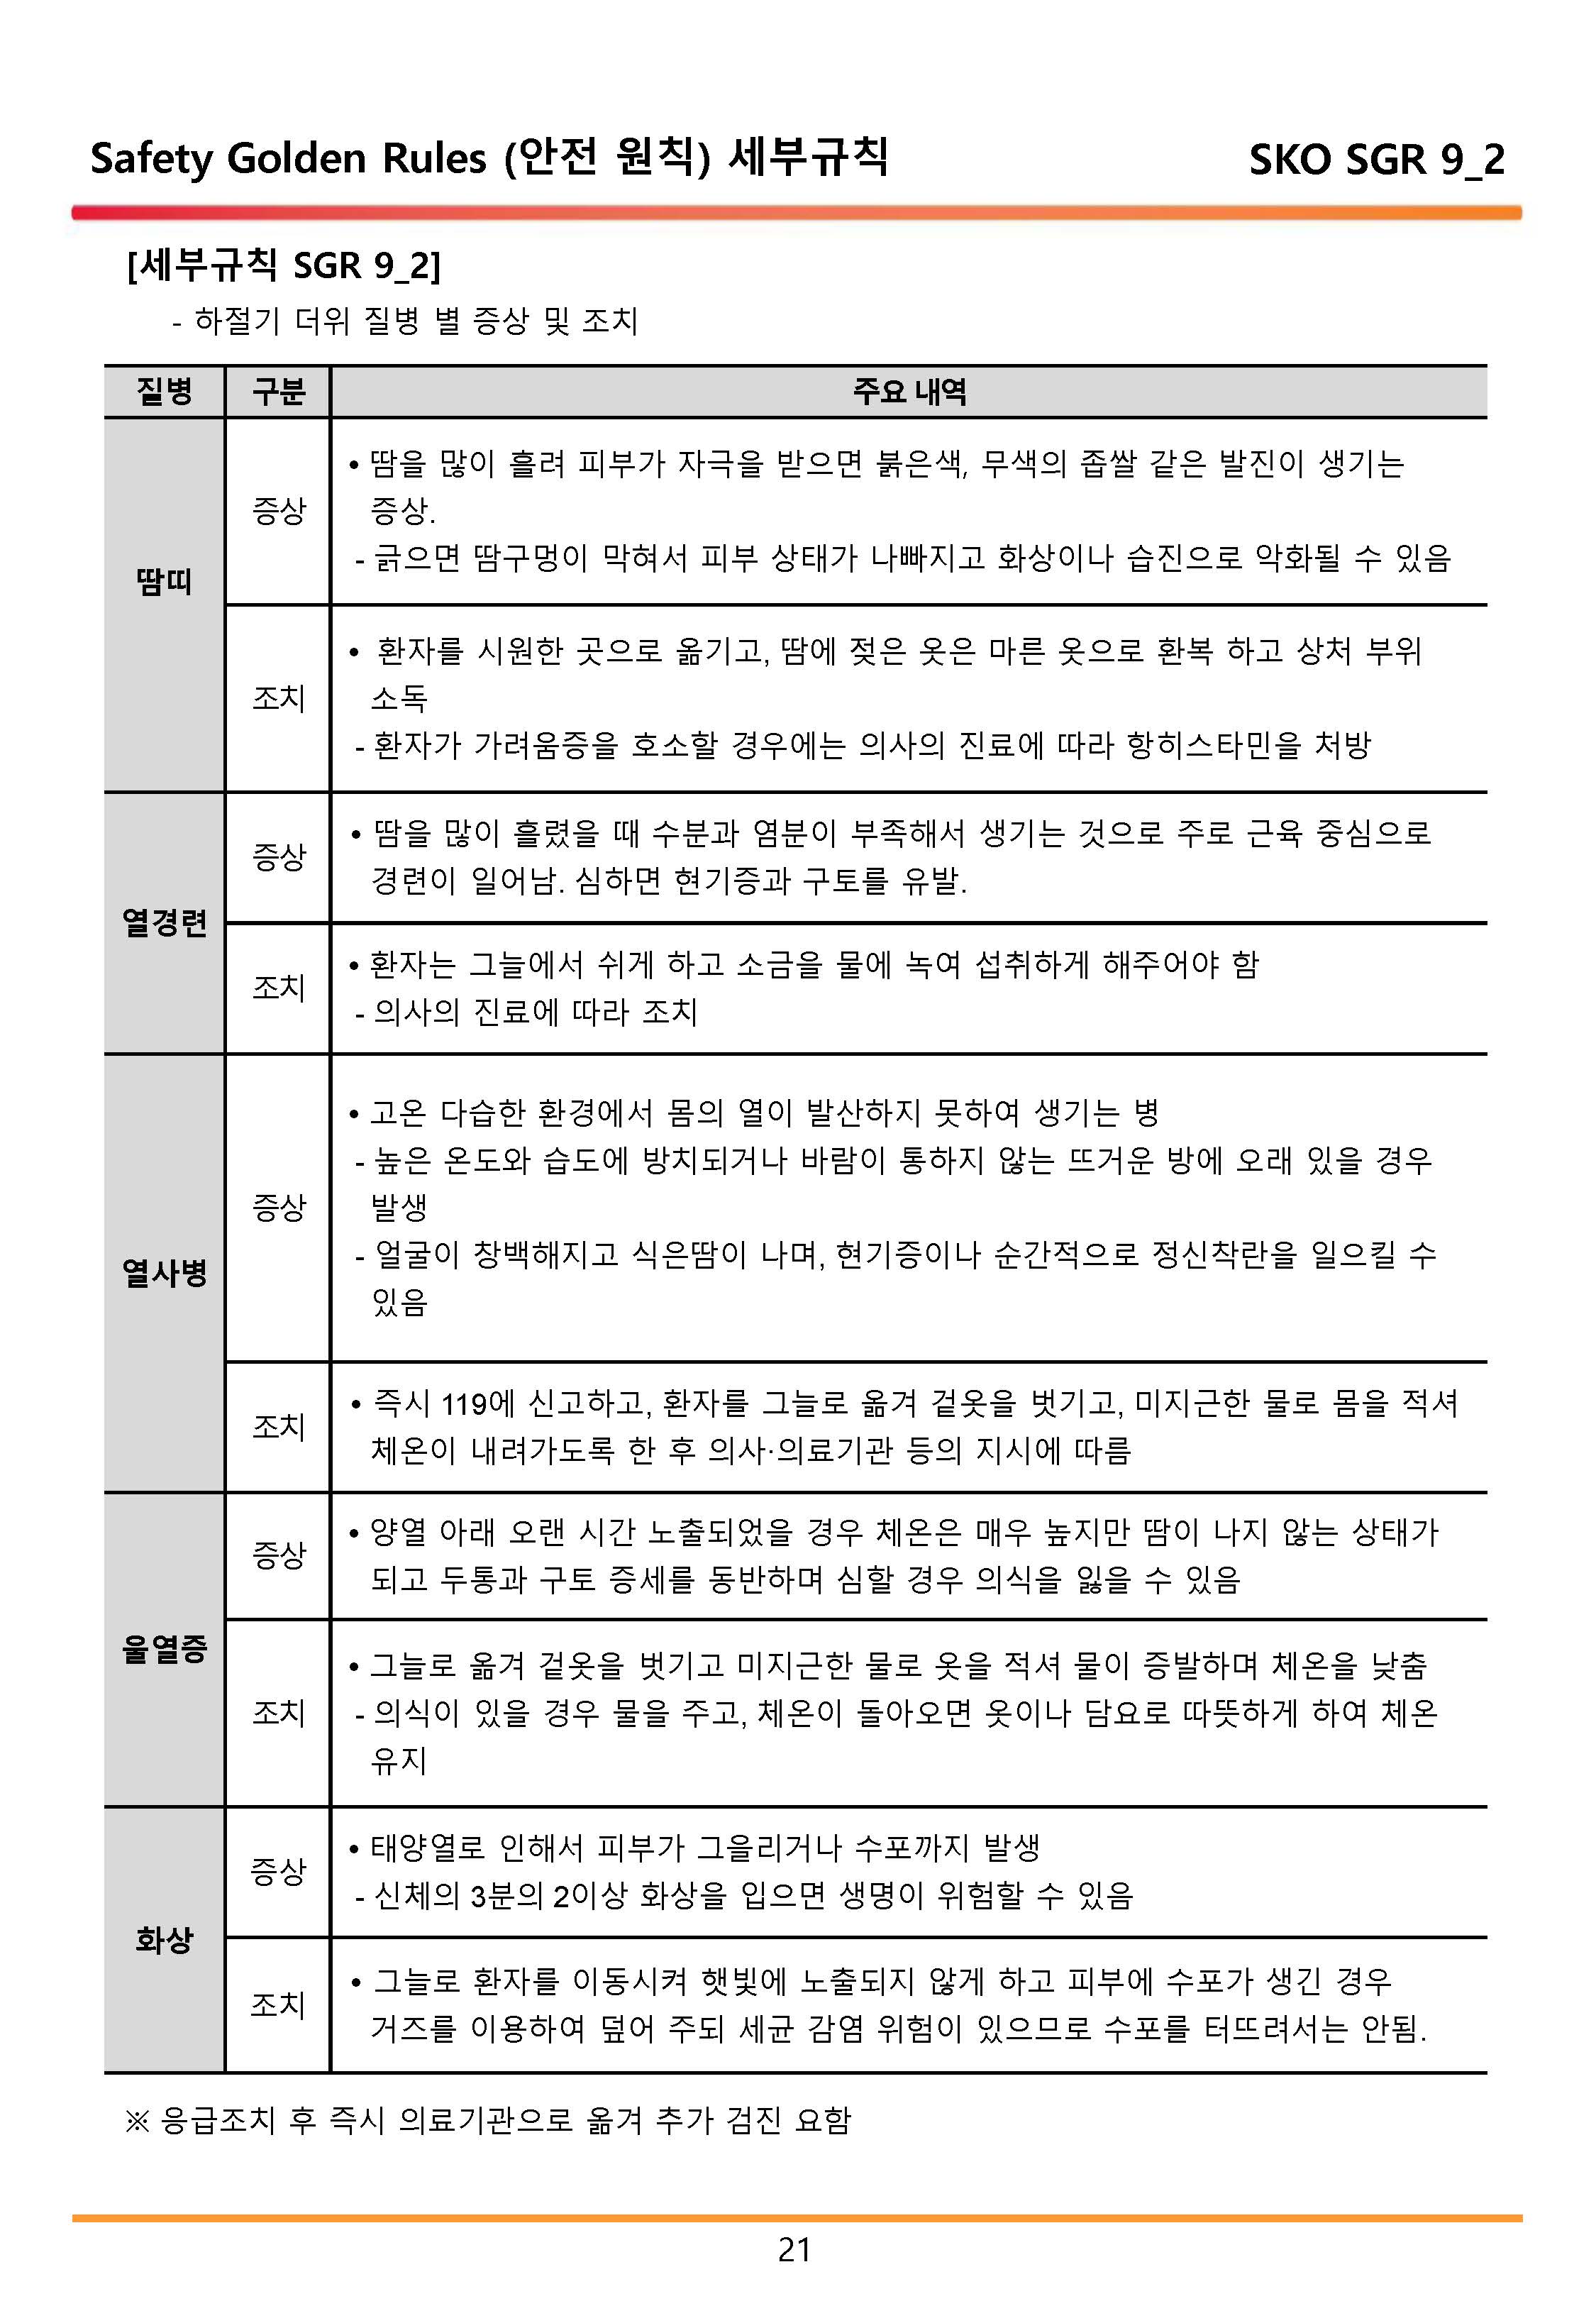 Safety Golden Rules (안전 원칙) 세부규칙
SKO SGR 9_2
[세부규칙 SGR 9_2]
- 하절기 더위 질병 별 증상 및 조치
질병
구분
주요 내역
땀띠
증상
• 땀을 많이 흘려 피부가 자극을 받으면 붉은색, 무색의 좁쌀 같은 발진이 생기는
증상.
- 긁으면 땀구멍이 막혀서 피부 상태가 나빠지고 화상이나 습진으로 악화될 수 있음
조치
• 환자를 시원한 곳으로 옮기고, 땀에 젖은 옷은 마른 옷으로 환복 하고 상처 부위
소독
- 환자가 가려움증을 호소할 경우에는 의사의 진료에 따라 항히스타민을 처방
열경련
증상
• 땀을 많이 흘렸을 때 수분과 염분이 부족해서 생기는 것으로 주로 근육 중심으로
경련이 일어남. 심하면 현기증과 구토를 유발.
조치
• 환자는 그늘에서 쉬게 하고 소금을 물에 녹여 섭취하게 해주어야 함
- 의사의 진료에 따라 조치
열사병
증상
• 고온 다습한 환경에서 몸의 열이 발산하지 못하여 생기는 병
- 높은 온도와 습도에 방치되거나 바람이 통하지 않는 뜨거운 방에 오래 있을 경우
발생
- 얼굴이 창백해지고 식은땀이 나며, 현기증이나 순간적으로 정신착란을 일으킬 수
있음
조치
• 즉시 119에 신고하고, 환자를 그늘로 옮겨 겉옷을 벗기고, 미지근한 물로 몸을 적셔
체온이 내려가도록 한 후 의사·의료기관 등의 지시에 따름
울열증
증상
• 양열 아래 오랜 시간 노출되었을 경우 체온은 매우 높지만 땀이 나지 않는 상태가
되고 두통과 구토 증세를 동반하며 심할 경우 의식을 잃을 수 있음
조치
• 그늘로 옮겨 겉옷을 벗기고 미지근한 물로 옷을 적셔 물이 증발하며 체온을 낮춤
- 의식이 있을 경우 물을 주고, 체온이 돌아오면 옷이나 담요로 따뜻하게 하여 체온
유지
화상
증상
• 태양열로 인해서 피부가 그을리거나 수포까지 발생
- 신체의 3분의 2이상 화상을 입으면 생명이 위험할 수 있음
조치
• 그늘로 환자를 이동시켜 햇빛에 노출되지 않게 하고 피부에 수포가 생긴 경우
거즈를 이용하여 덮어 주되 세균 감염 위험이 있으므로 수포를 터뜨려서는 안됨.
※ 응급조치 후 즉시 의료기관으로 옮겨 추가 검진 요함
21